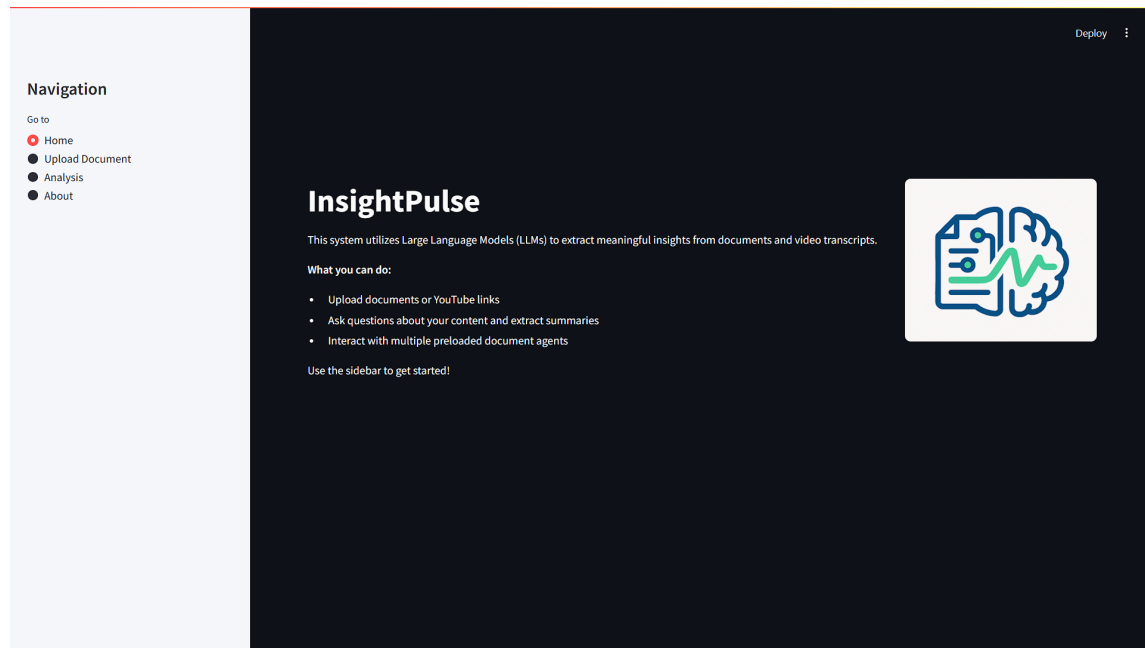 Deploy
Navigation
Go to
Home
Upload Document
Analysis
About
InsightPulse
This system utilizes Large Language Models (LLMs) to extract meaningful insights from documents and video transcripts.
What you can do:
• Upload documents or YouTube links
• Ask questions about your content and extract summaries
• Interact with multiple preloaded document agents
Use the sidebar to get started!